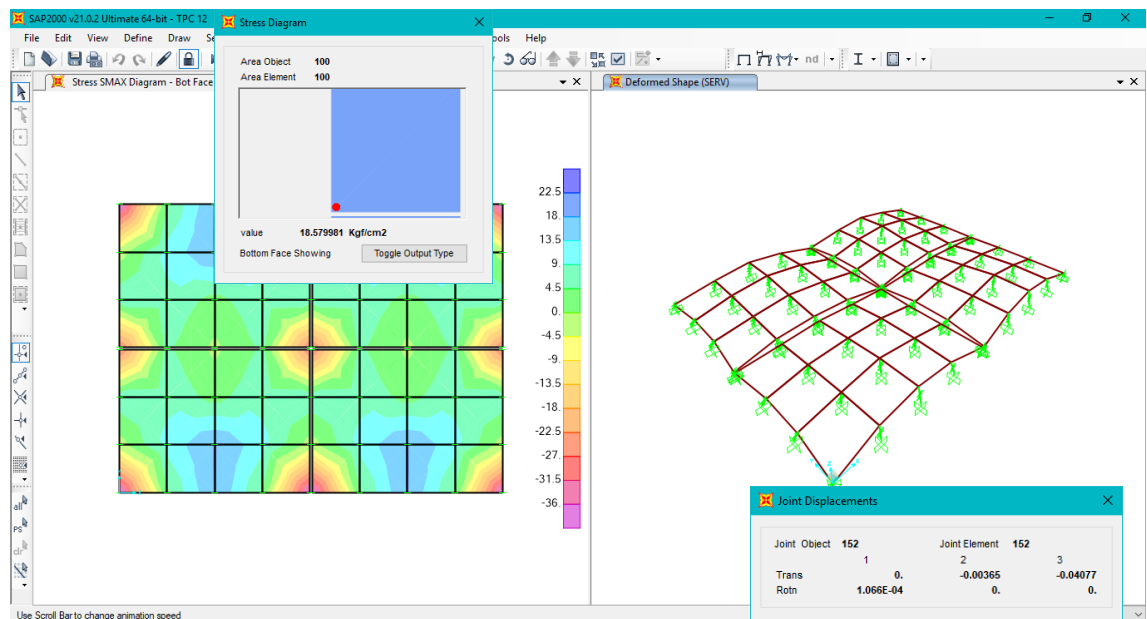 SAP2000 v21.0.2 Ultimate 64-bit - TPC 12
File Edit View Define Draw
ools Help
nd
Stress SMAX Diagram - Bot Face
Stress Diagram
Area Object 100
Area Element 100
value 18.579981 Kgf/cm2
Bottom Face Showing Toggle Output Type
22.5
18.
13.5
9
4.5
0.
-4.5
-9.
-13.5
-18.
-22.5
-27.
-31.5
-36.
Deformed Shape (SERV)
Joint Displacements
Joint Object 152 Joint Element 152
1 2 3
Trans 0. -0.00365 -0.04077
Rotn 1.066E-04 0. 0.
all
PS
clr
Use Scroll Bar to change animation speed